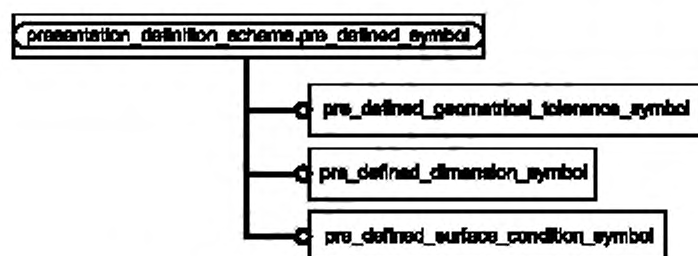 presentation_definition_schema.pre_defined_symbol
pre_defined_geometrical_tolerance_symbol
pre_defined_dimension_symbol
pre_defined_surface_condition_symbol